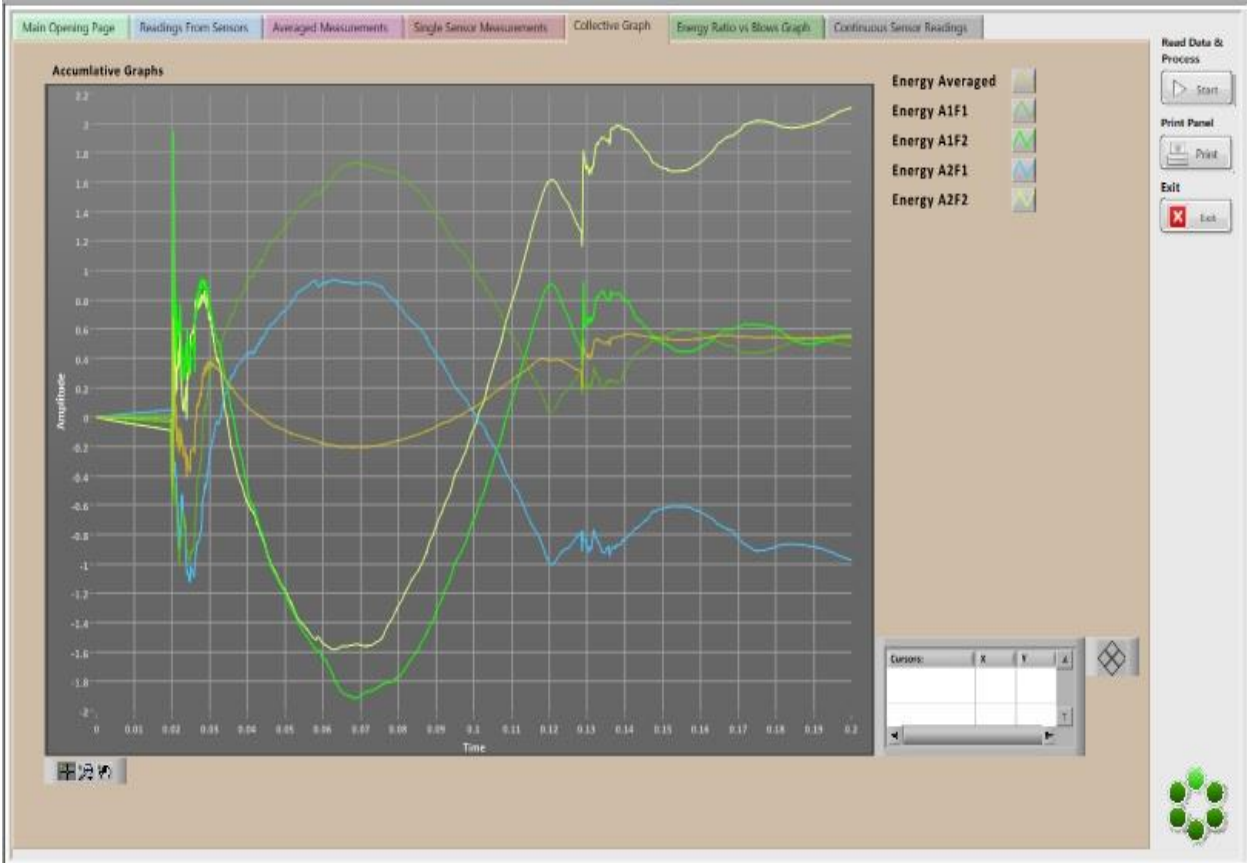 Main Opening Page
Readings From Sensors
Averaged Measurements
Single Sensor Measurements
Collective Graph
Energy Ratio vs Blows Graph
Continuous Sensor Readings
Read Data &
Process
Start
Print Panel
Print
Exit
X
Exit
Accumlative Graphs
Energy Averaged
Energy A1F1
Energy A1F2
Energy A2F1
Energy A2F2
Amplitude
2.2
2
1.8
1.6
1.4
1.2
1
0.8
0.6
0.4
0.2
0
-0.2
-0.4
-0.6
-0.8
-1
-1.2
-1.4
-1.6
-1.8
-2
0 0.01 0.02 0.03 0.04 0.05 0.06 0.07 0.08 0.09 0.1 0.11 0.12 0.13 0.14 0.15 0.16 0.17 0.18 0.19 0.2
Time
Cursors: X Y